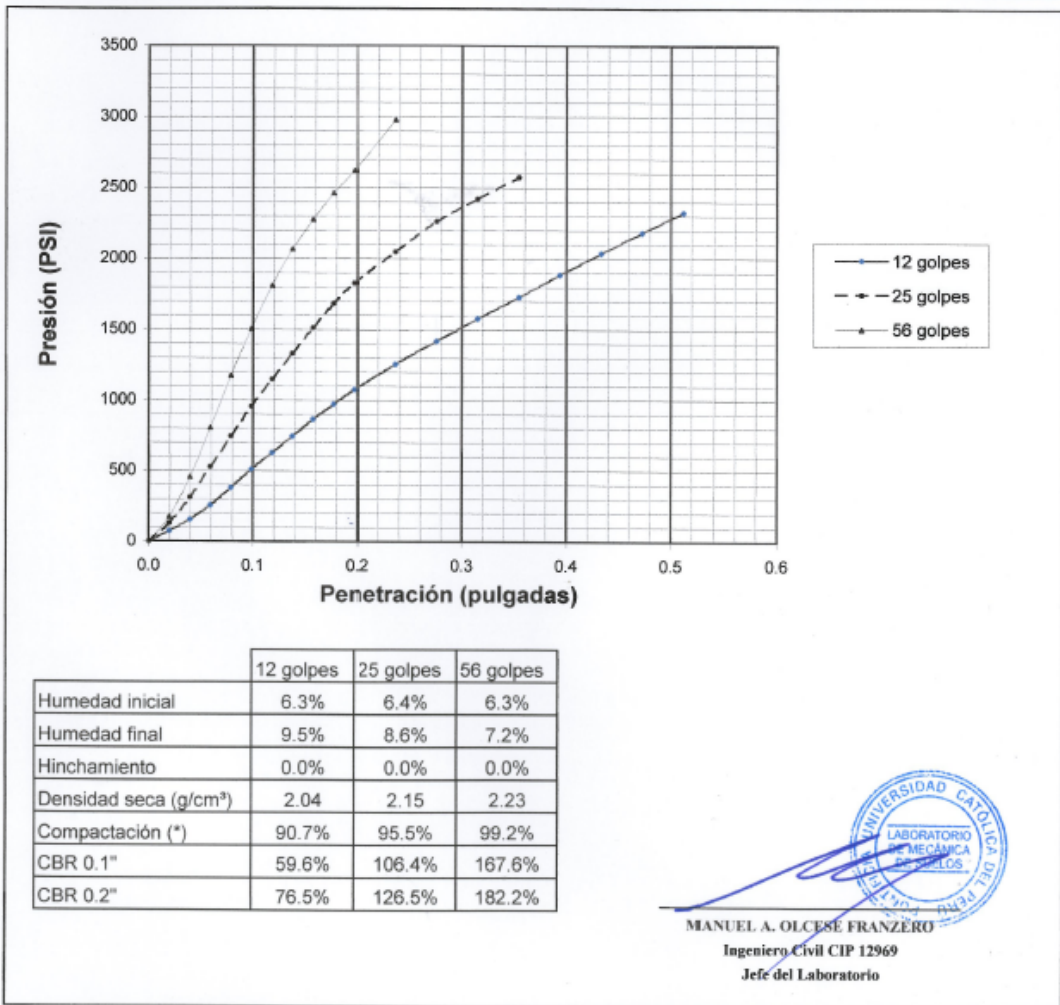 3500
3000
2500
2000
1500
1000
500
0
Presión (PSI)
0.0 0.1 0.2 0.3 0.4 0.5 0.6
Penetración (pulgadas)
12 golpes
25 golpes
56 golpes
12 golpes 25 golpes 56 golpes
Humedad inicial 6.3% 6.4% 6.3%
Humedad final 9.5% 8.6% 7.2%
Hinchamiento 0.0% 0.0% 0.0%
Densidad seca (g/cm³) 2.04 2.15 2.23
Compactación (*) 90.7% 95.5% 99.2%
CBR 0.1" 59.6% 106.4% 167.6%
CBR 0.2" 76.5% 126.5% 182.2%
PONTIFICIA UNIVERSIDAD CATÓLICA DEL PERÚ
LABORATORIO
DE MECÁNICA
DE SUELOS
MANUEL A. OLCESE FRANZERO
Ingeniero Civil CIP 12969
Jefe del Laboratorio